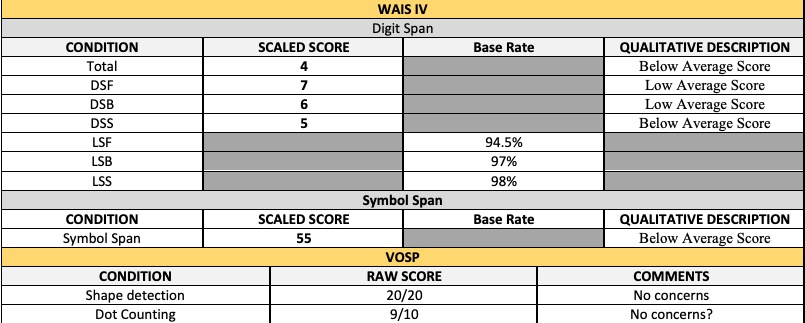 WAIS IV
Digit Span
CONDITION SCALED SCORE Base Rate QUALITATIVE DESCRIPTION
Total 4 Below Average Score
DSF 7 Low Average Score
DSB 6 Low Average Score
DSS 5 Below Average Score
LSF 94.5%
LSB 97%
LSS 98%
Symbol Span
CONDITION SCALED SCORE Base Rate QUALITATIVE DESCRIPTION
Symbol Span 55 Below Average Score
VOSP
CONDITION RAW SCORE COMMENTS
Shape detection 20/20 No concerns
Dot Counting 9/10 No concerns?